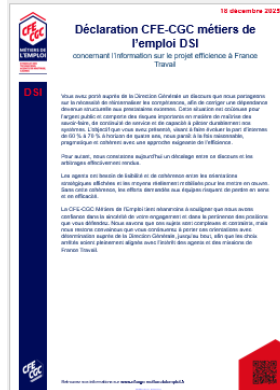 18 décembre 2025
CFE
CGC
MÉTIERS DE
L'EMPLOI
Déclaration CFE-CGC métiers de
l'emploi DSI
concernant l'information sur le projet efficience à France
Travail
DSI
Vous avez porté auprès de la Direction Générale un discours que nous partageons
sur la nécessité de réinternaliser les compétences, afin de corriger une dépendance
devenue structurelle aux prestataires externes. Cette situation est coûteuse pour
l'argent public et comporte des risques importants en matière de maîtrise des
savoir-faire, de continuité de service et de capacité à piloter durablement nos
systèmes. L'objectif que vous avez présenté, visant à faire évoluer la part d'internes
de 60 % à 70 % à horizon de quatre ans, nous paraît à la fois raisonnable,
pragmatique et cohérent avec une approche exigeante de l'efficience.
Pour autant, nous constatons aujourd'hui un décalage entre ce discours et les
arbitrages effectivement rendus.
Les agents ont besoin de lisibilité et de cohérence entre les orientations
stratégiques affichées et les moyens réellement mobilisés pour les mettre en œuvre.
Sans cette cohérence, les efforts demandés aux équipes risquent de perdre en sens
et en efficacité.
La CFE-CGC Métiers de l'Emploi tient néanmoins à souligner que nous avons
confiance dans la sincérité de votre engagement et dans la pertinence des positions
que vous défendez. Nous savons que ces sujets sont complexes et contraints, mais
nous restons convaincus que vous continuerez à porter ces orientations avec
détermination auprès de la Direction Générale, jusqu'au bout, afin que les choix
arrêtés soient pleinement alignés avec l'intérêt des agents et des missions de
France Travail.
CFE
CGC
Retrouvez nos informations sur